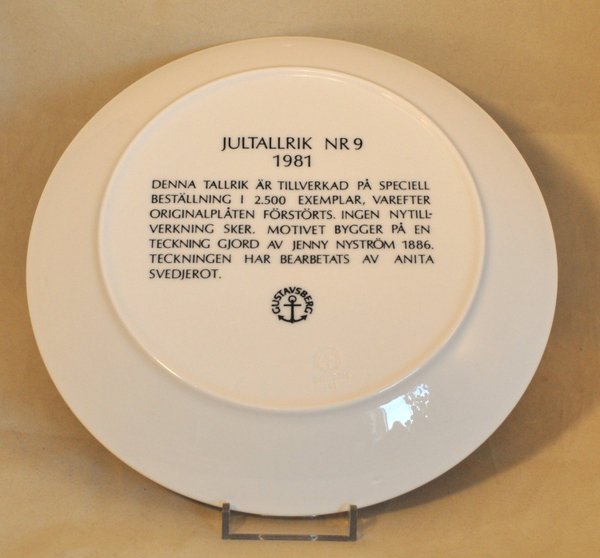 JULTALLRIK NR 9
1981
DENNA TALLRIK ÄR TILLVERKAD PÅ SPECIELL
BESTÄLLNING I 2.500 EXEMPLAR, VAREFTER
ORIGINALPLÅTEN FÖRSTÖRTS. INGEN NYTILL-
VERKNING SKER. MOTIVET BYGGER PÅ EN
TECKNING GJORD AV JENNY NYSTRÖM 1886.
TECKNINGEN HAR BEARBETATS AV ANITA
SVEDJEROT.
GUSTAVSBERG